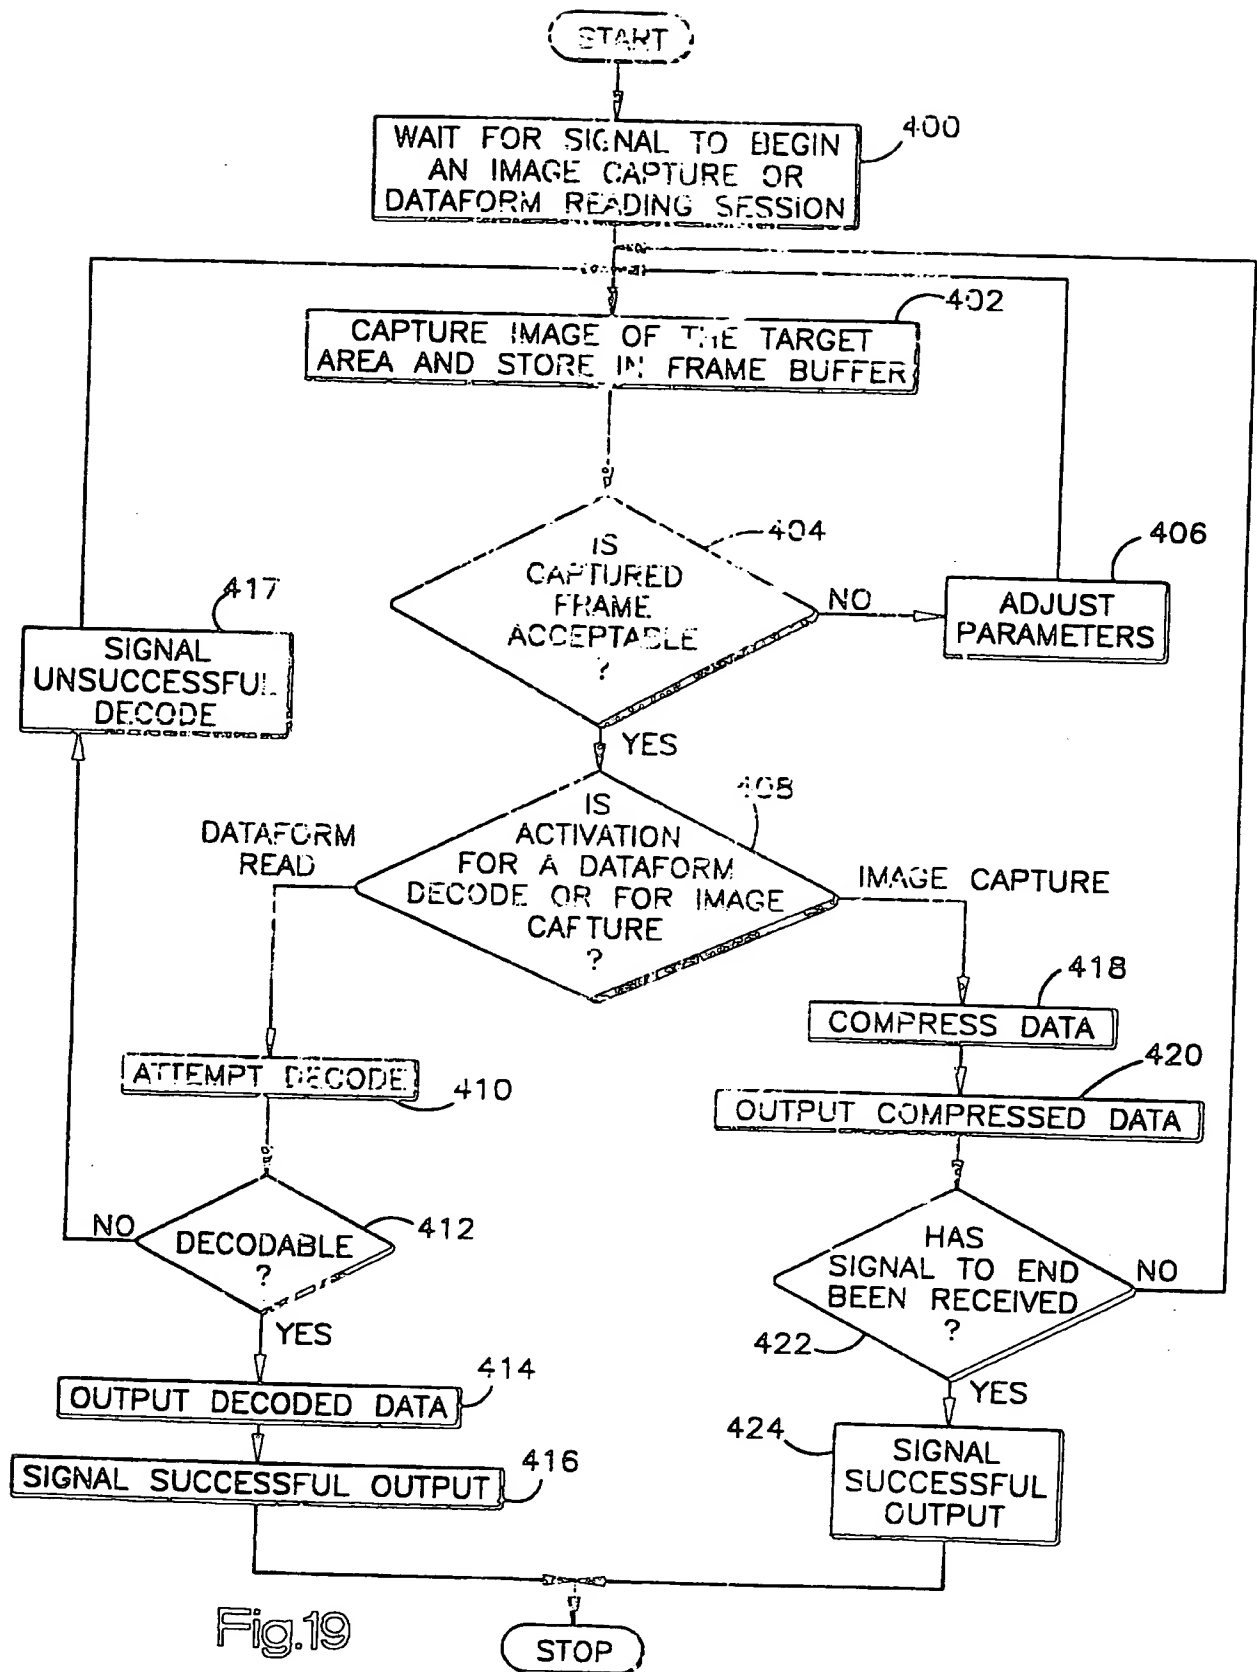 START
400
WAIT FOR SIGNAL TO BEGIN
AN IMAGE CAPTURE OR
DATAFORM READING SESSION
402
CAPTURE IMAGE OF THE TARGET
AREA AND STORE IN FRAME BUFFER
404
IS
CAPTURED
FRAME
ACCEPTABLE
?
NO
406
ADJUST
PARAMETERS
417
SIGNAL
UNSUCCESSFUL
DECODE
YES
408
IS
ACTIVATION
FOR A DATAFORM
DECODE OR FOR IMAGE
CAPTURE
?
DATAFORM
READ
IMAGE CAPTURE
418
COMPRESS DATA
420
OUTPUT COMPRESSED DATA
ATTEMPT DECODE
410
412
DECODABLE
?
NO
YES
HAS
SIGNAL TO END
BEEN RECEIVED
?
NO
422
YES
414
OUTPUT DECODED DATA
416
SIGNAL SUCCESSFUL OUTPUT
424
SIGNAL
SUCCESSFUL
OUTPUT
STOP
Fig.19